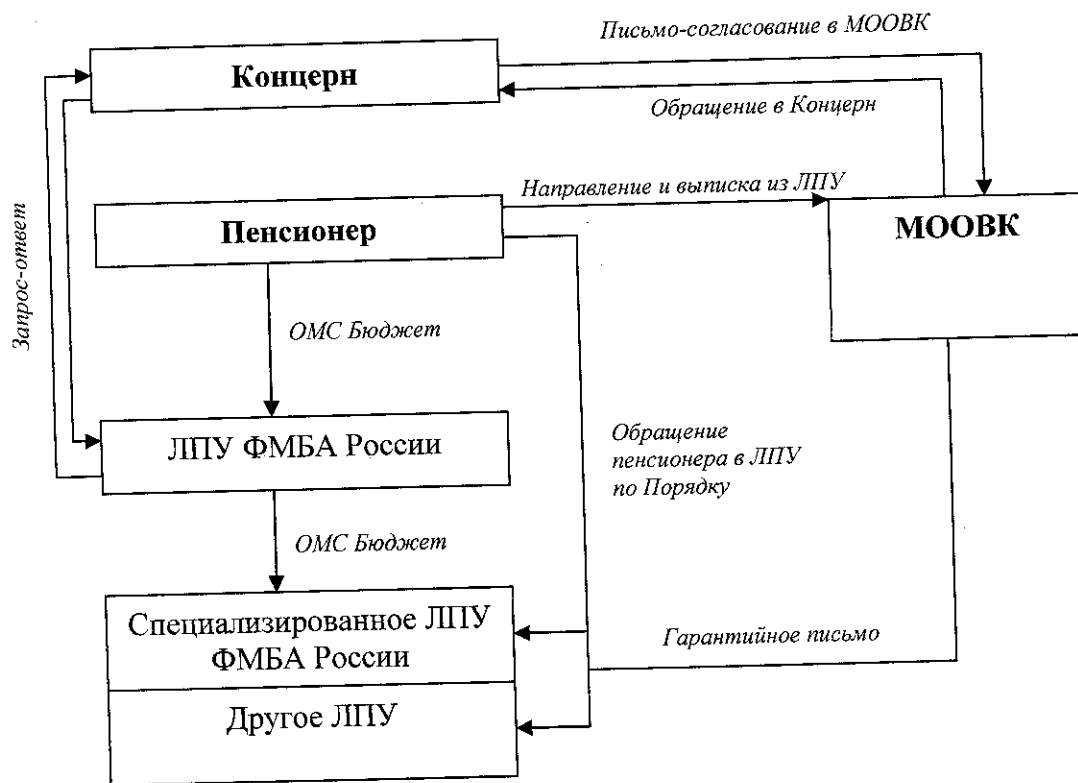 Письмо-согласование в МООВК
Концерн
Обращение в Концерн
Направление и выписка из ЛПУ
Пенсионер
МООВК
Запрос-ответ
ОМС Бюджет
ЛПУ ФМБА России
Обращение
пенсионера в ЛПУ
по Порядку
ОМС Бюджет
Специализированное ЛПУ
ФМБА России
Гарантийное письмо
Другое ЛПУ